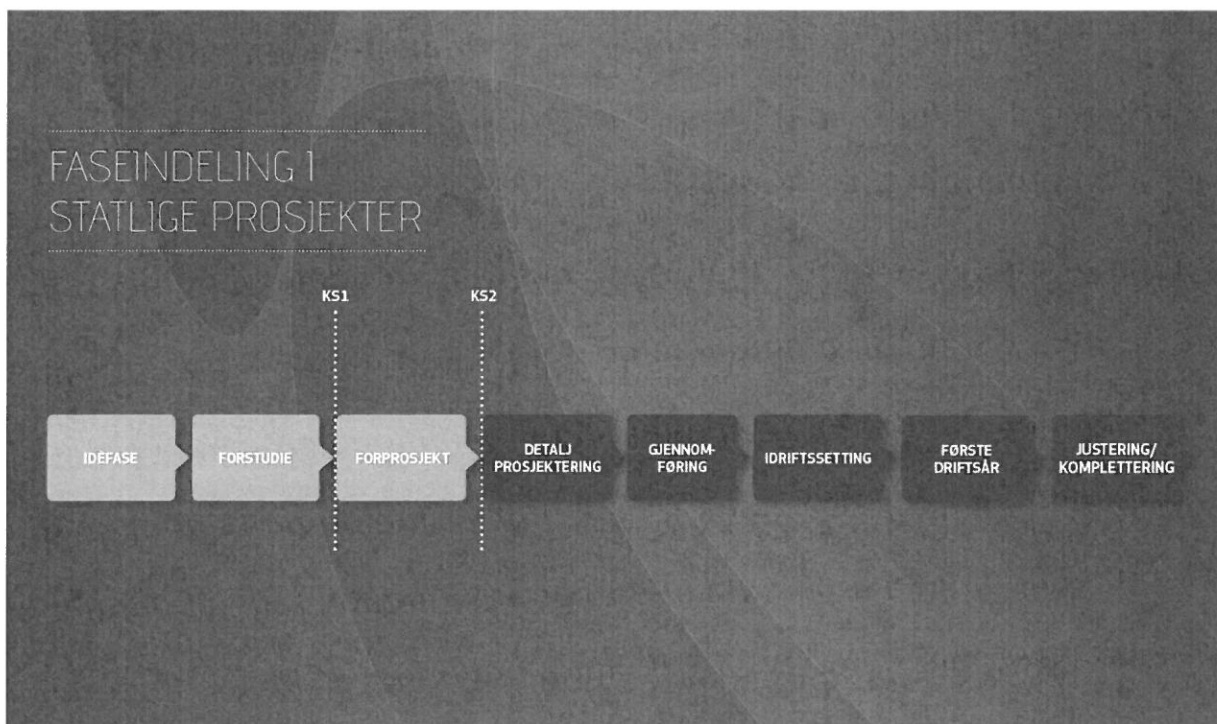 FASEINDELING I
STATLIGE PROSJEKTER
KS1
KS2
IDÉFASE
FORSTUDIE
FORPROSJEKT
DETALJ
PROSJEKTERING
GJENNOM-
FØRING
IDRIFTSSETTING
FØRSTE
DRIFTSÅR
JUSTERING/
KOMPLETTERING